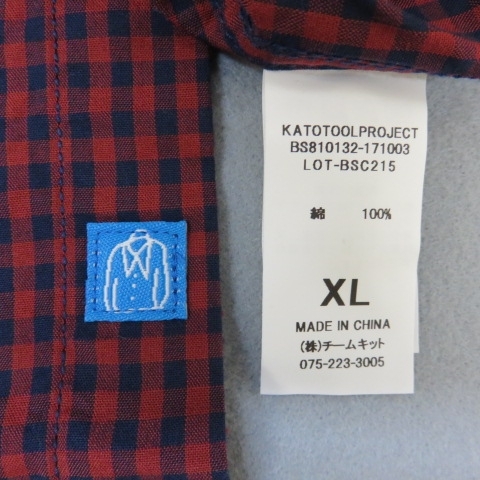 KATOTOOLPROJECT
BS810132-171003
LOT-BSC215
綿 100%
XL
MADE IN CHINA
(株)チームキット
075-223-3005